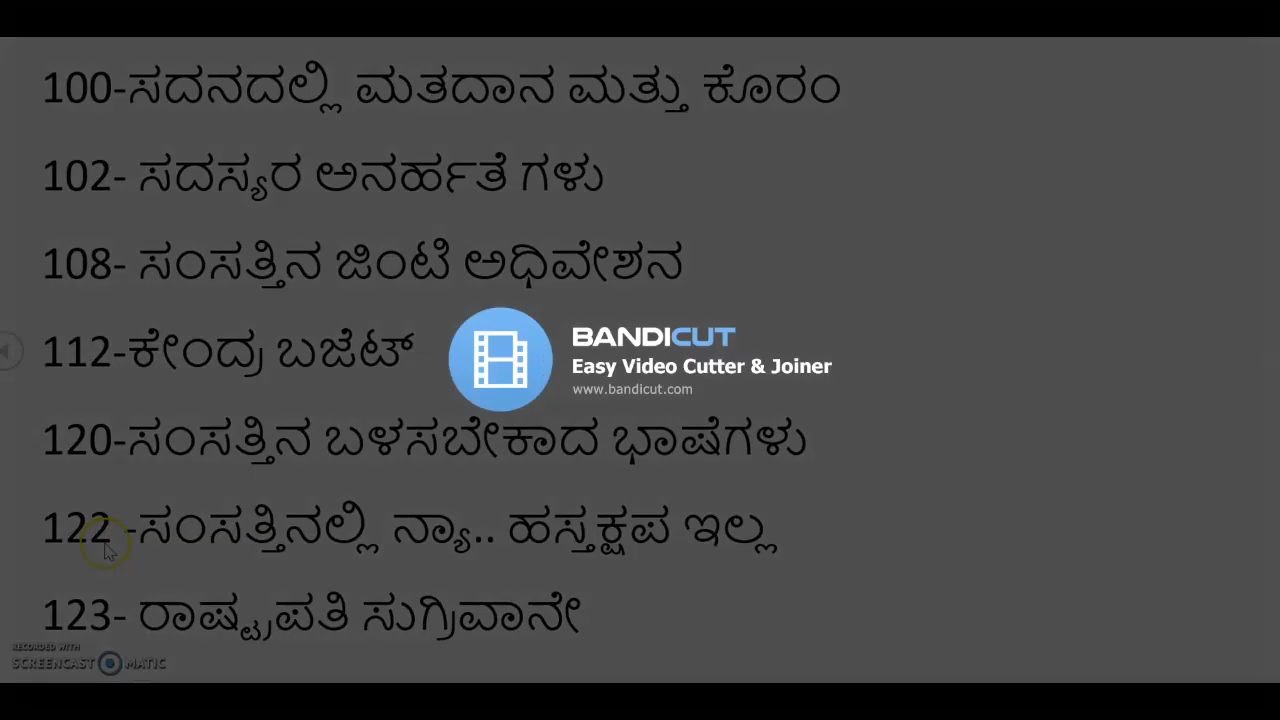 100-ಸದನದಲ್ಲಿ ಮತದಾನ ಮತ್ತು ಕೊರಂ
102- ಸದಸ್ಯರ ಅನರ್ಹತೆ ಗಳು
108- ಸಂಸತ್ತಿನ ಜಿಂಟಿ ಅಧಿವೇಶನ
112-ಕೇಂದ್ರ ಬಜೆಟ್
BANDICUT
Easy Video Cutter & Joiner
www.bandicut.com
120-ಸಂಸತ್ತಿನ ಬಳಸಬೇಕಾದ ಭಾಷೆಗಳು
122 -ಸಂಸತ್ತಿನಲ್ಲಿ ನ್ಯಾ.. ಹಸ್ತಕ್ಷಪ ಇಲ್ಲ
123- ರಾಷ್ಟ್ರಪತಿ ಸುಗ್ರಿವಾನೇ
RECORDED WITH
SCREENCAST MATIC